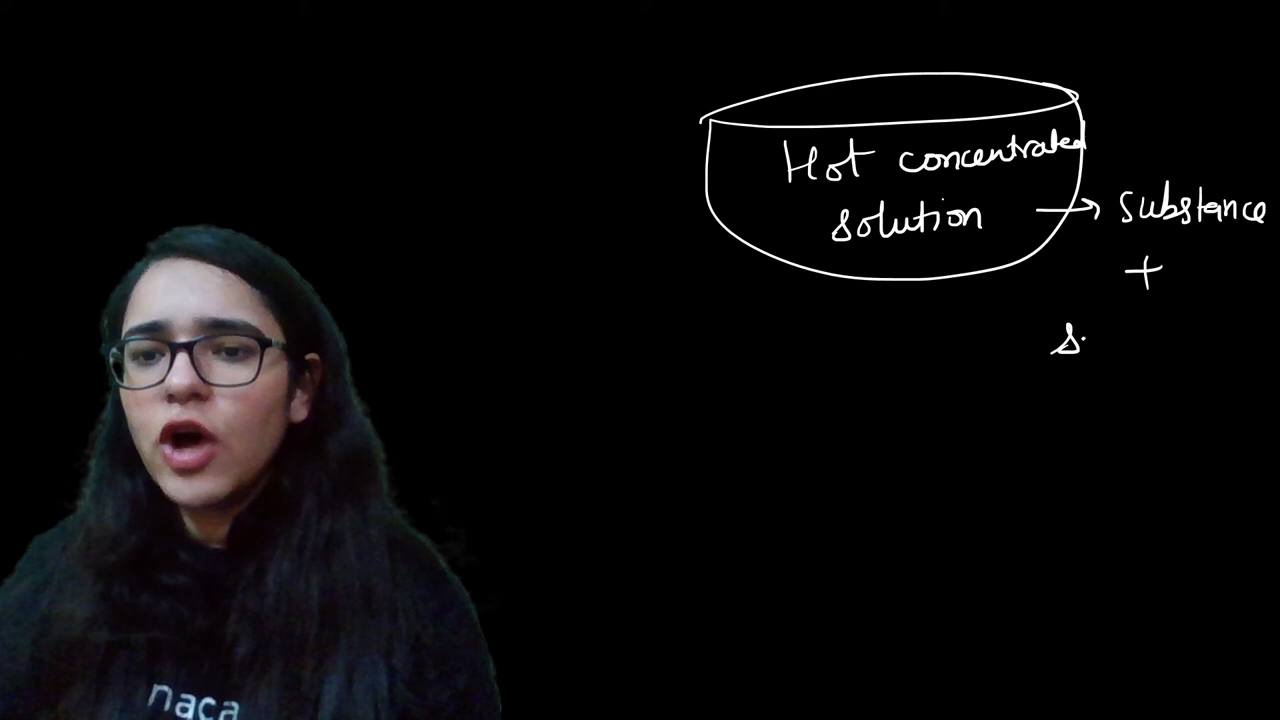 Hot concentrated
solution → substance
+
s.
naca